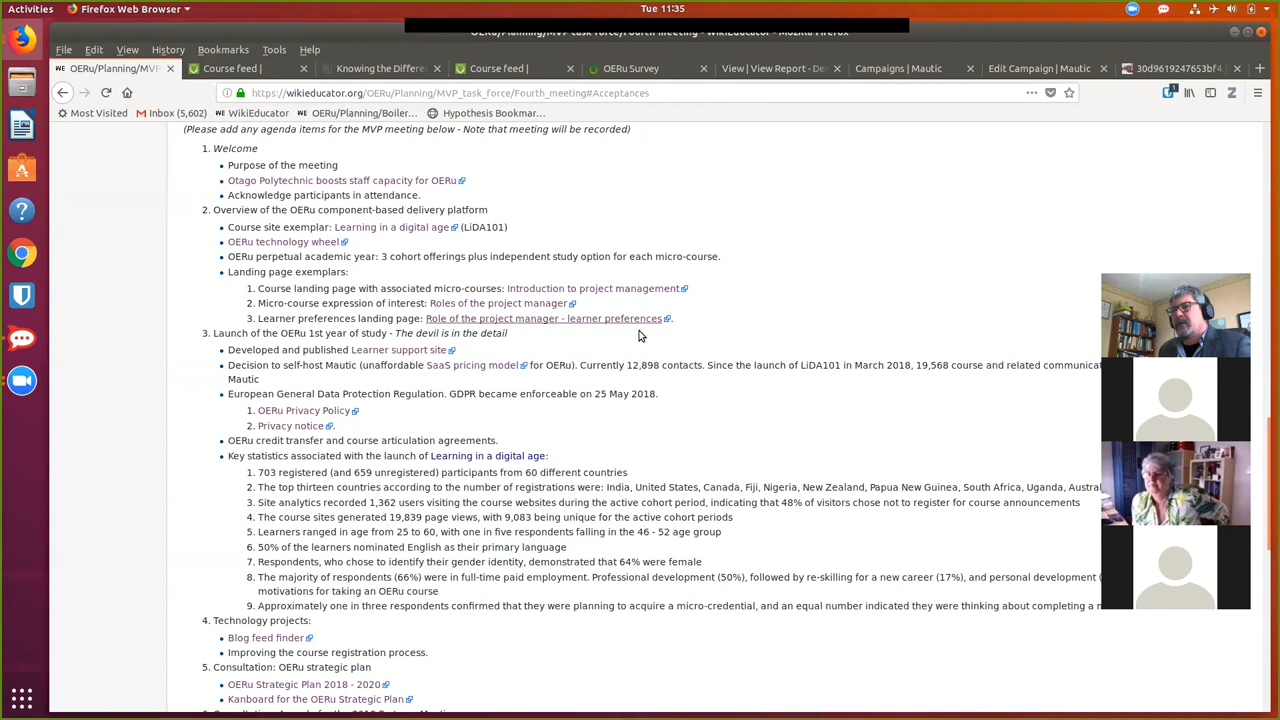 Activities Firefox Web Browser Tue 11:35
OERu/Planning/MVP task force/Fourth meeting - WikiEducator - Mozilla Firefox
File Edit View History Bookmarks Tools Help
OERu/Planning/MVP Course feed | Knowing the Differe Course feed | OERu Survey View | View Report - De Campaigns | Mautic Edit Campaign | Mautic 30d9619247653bf4.
https://wikieducator.org/OERu/Planning/MVP_task_force/Fourth_meeting#Acceptances
Most Visited Inbox (5,602) WikiEducator OERu/Planning/Boiler... Hypothesis Bookmar...
(Please add any agenda items for the MVP meeting below - Note that meeting will be recorded)
1. Welcome
Purpose of the meeting
Otago Polytechnic boosts staff capacity for OERu
Acknowledge participants in attendance.
2. Overview of the OERu component-based delivery platform
Course site exemplar: Learning in a digital age (LiDA101)
OERu technology wheel
OERu perpetual academic year: 3 cohort offerings plus independent study option for each micro-course.
Landing page exemplars:
1. Course landing page with associated micro-courses: Introduction to project management
2. Micro-course expression of interest: Roles of the project manager
3. Learner preferences landing page: Role of the project manager - learner preferences.
3. Launch of the OERu 1st year of study - The devil is in the detail
Developed and published Learner support site
Decision to self-host Mautic (unaffordable SaaS pricing model for OERu). Currently 12,898 contacts. Since the launch of LiDA101 in March 2018, 19,568 course and related communicat
Mautic
European General Data Protection Regulation. GDPR became enforceable on 25 May 2018.
1. OERu Privacy Policy
2. Privacy notice.
OERu credit transfer and course articulation agreements.
Key statistics associated with the launch of Learning in a digital age:
1. 703 registered (and 659 unregistered) participants from 60 different countries
2. The top thirteen countries according to the number of registrations were: India, United States, Canada, Fiji, Nigeria, New Zealand, Papua New Guinea, South Africa, Uganda, Austral
3. Site analytics recorded 1,362 users visiting the course websites during the active cohort period, indicating that 48% of visitors chose not to register for course announcements
4. The course sites generated 19,839 page views, with 9,083 being unique for the active cohort periods
5. Learners ranged in age from 25 to 60, with one in five respondents falling in the 46 - 52 age group
6. 50% of the learners nominated English as their primary language
7. Respondents, who chose to identify their gender identity, demonstrated that 64% were female
8. The majority of respondents (66%) were in full-time paid employment. Professional development (50%), followed by re-skilling for a new career (17%), and personal development (
motivations for taking an OERu course
9. Approximately one in three respondents confirmed that they were planning to acquire a micro-credential, and an equal number indicated they were thinking about completing a m
4. Technology projects:
Blog feed finder
Improving the course registration process.
5. Consultation: OERu strategic plan
OERu Strategic Plan 2018 - 2020
Kanboard for the OERu Strategic Plan